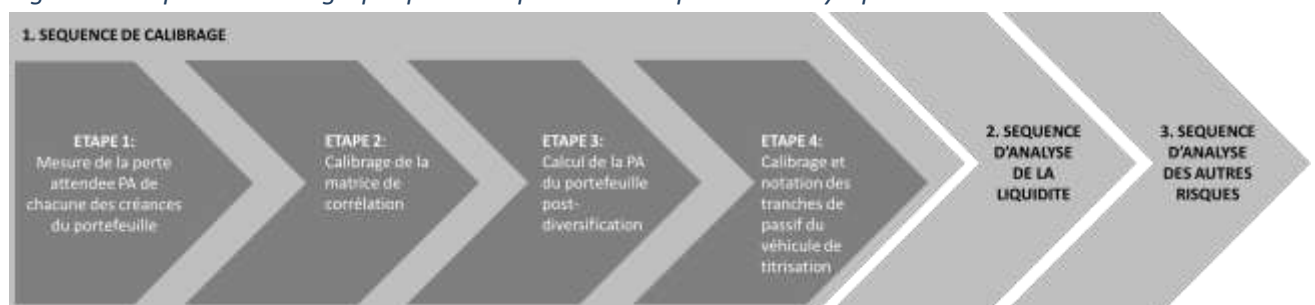 1. SEQUENCE DE CALIBRAGE
ETAPE 1:
Mesure de la perte
attendee PA de
chacune des créances
du portefeuille
ETAPE 2:
Calibrage de la
matrice de
corrélation
ETAPE 3:
Calcul de la PA
du portefeuille
post-
diversification
ETAPE 4:
Calibrage et
notation des
tranches de
passif du
véhicule de
titrisation
2. SEQUENCE
D'ANALYSE
DE LA
LIQUIDITE
3. SEQUENCE
D'ANALYSE
DES AUTRES
RISQUES